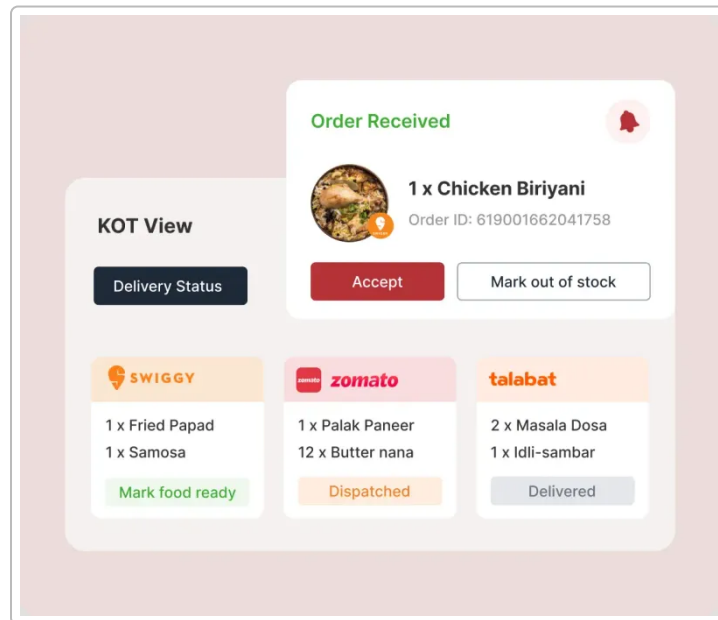 Order Received
1 x Chicken Biriyani
Order ID: 619001662041758
Accept
Mark out of stock
KOT View
Delivery Status
SWIGGY
1 x Fried Papad
1 x Samosa
Mark food ready
zomato
zomato
1 x Palak Paneer
12 x Butter nana
Dispatched
talabat
2 x Masala Dosa
1 x Idli-sambar
Delivered